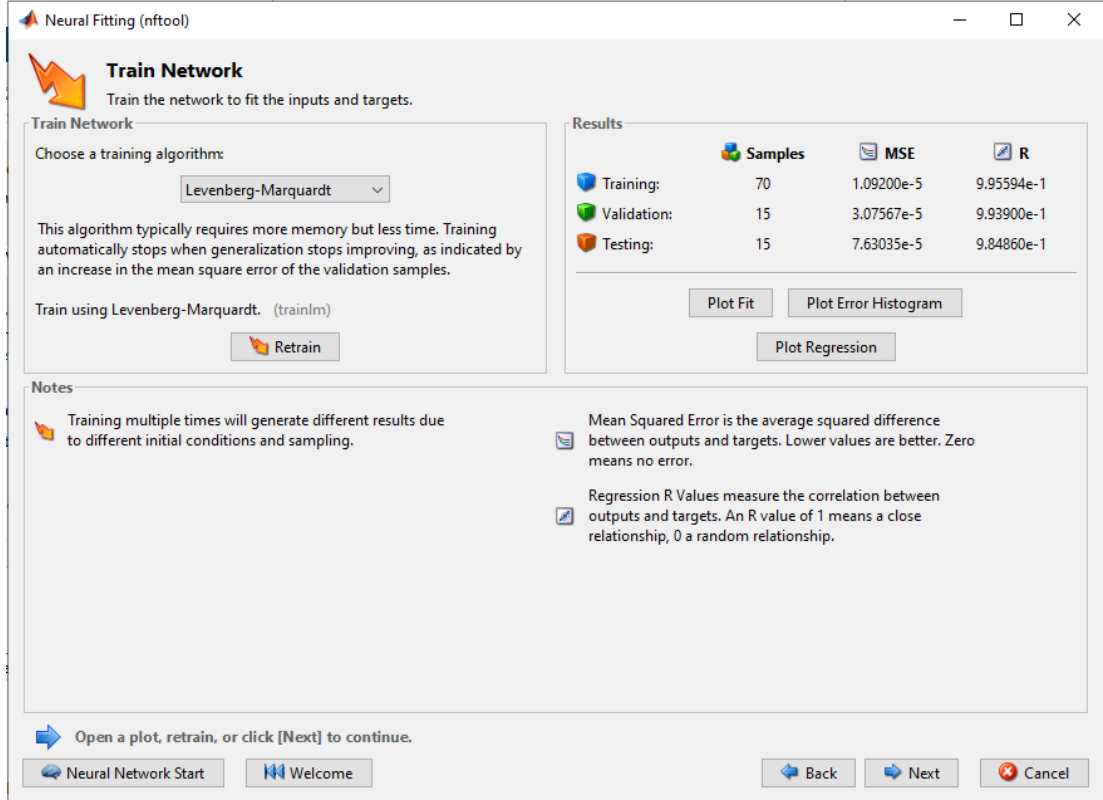 Neural Fitting (nftool)
Train Network
Train the network to fit the inputs and targets.
Train Network
Choose a training algorithm:
Levenberg-Marquardt
This algorithm typically requires more memory but less time. Training
automatically stops when generalization stops improving, as indicated by
an increase in the mean square error of the validation samples.
Train using Levenberg-Marquardt. (trainlm)
Retrain
Results
Samples MSE R
Training: 70 1.09200e-5 9.95594e-1
Validation: 15 3.07567e-5 9.93900e-1
Testing: 15 7.63035e-5 9.84860e-1
Plot Fit Plot Error Histogram
Plot Regression
Notes
Training multiple times will generate different results due
to different initial conditions and sampling.
Mean Squared Error is the average squared difference
between outputs and targets. Lower values are better. Zero
means no error.
Regression R Values measure the correlation between
outputs and targets. An R value of 1 means a close
relationship, 0 a random relationship.
Open a plot, retrain, or click [Next] to continue.
Neural Network Start Welcome Back Next Cancel